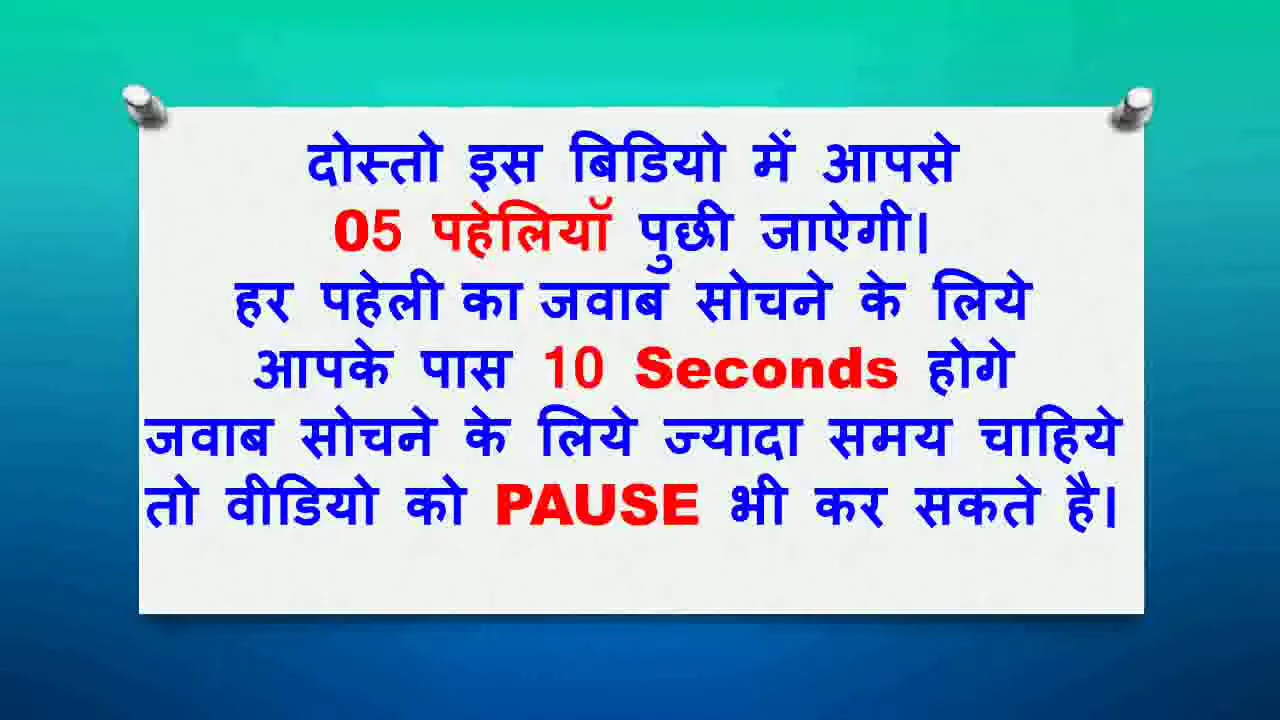 दोस्तो इस बिडियो में आपसे
05 पहेलियॉ पुछी जाऐगी।
हर पहेली का जवाब सोचने के लिये
आपके पास 10 Seconds होगे
जवाब सोचने के लिये ज्यादा समय चाहिये
तो वीडियो को PAUSE भी कर सकते है।